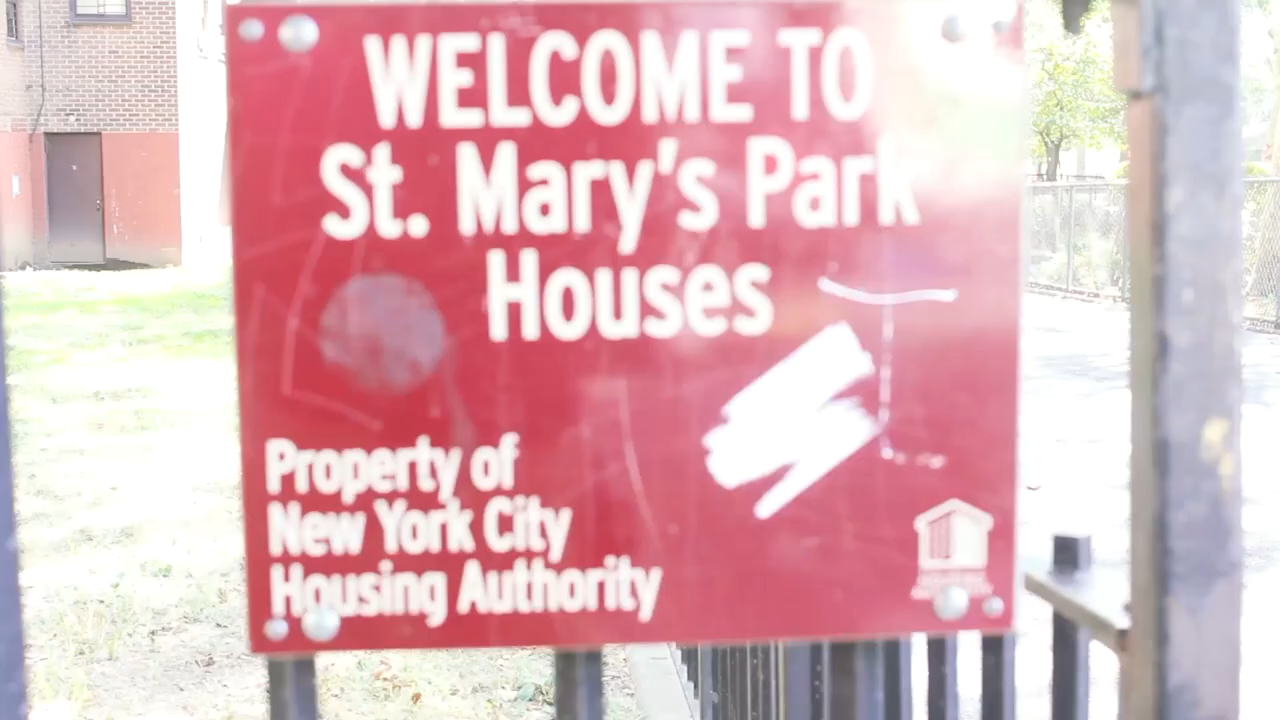 WELCOME TO
St. Mary's Park
Houses
Property of
New York City
Housing Authority